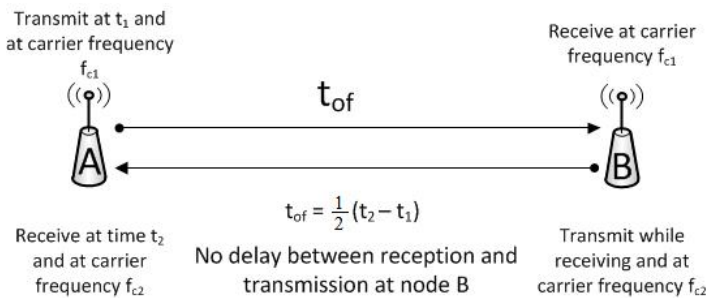 Transmit at t₁ and
at carrier frequency
f_c1
Receive at carrier
frequency f_c1
((•))
((•))
t_of
A
B
t_of = 1/2 (t₂ – t₁)
Receive at time t₂
and at carrier
frequency f_c2
No delay between reception and
transmission at node B
Transmit while
receiving and at
carrier frequency f_c2